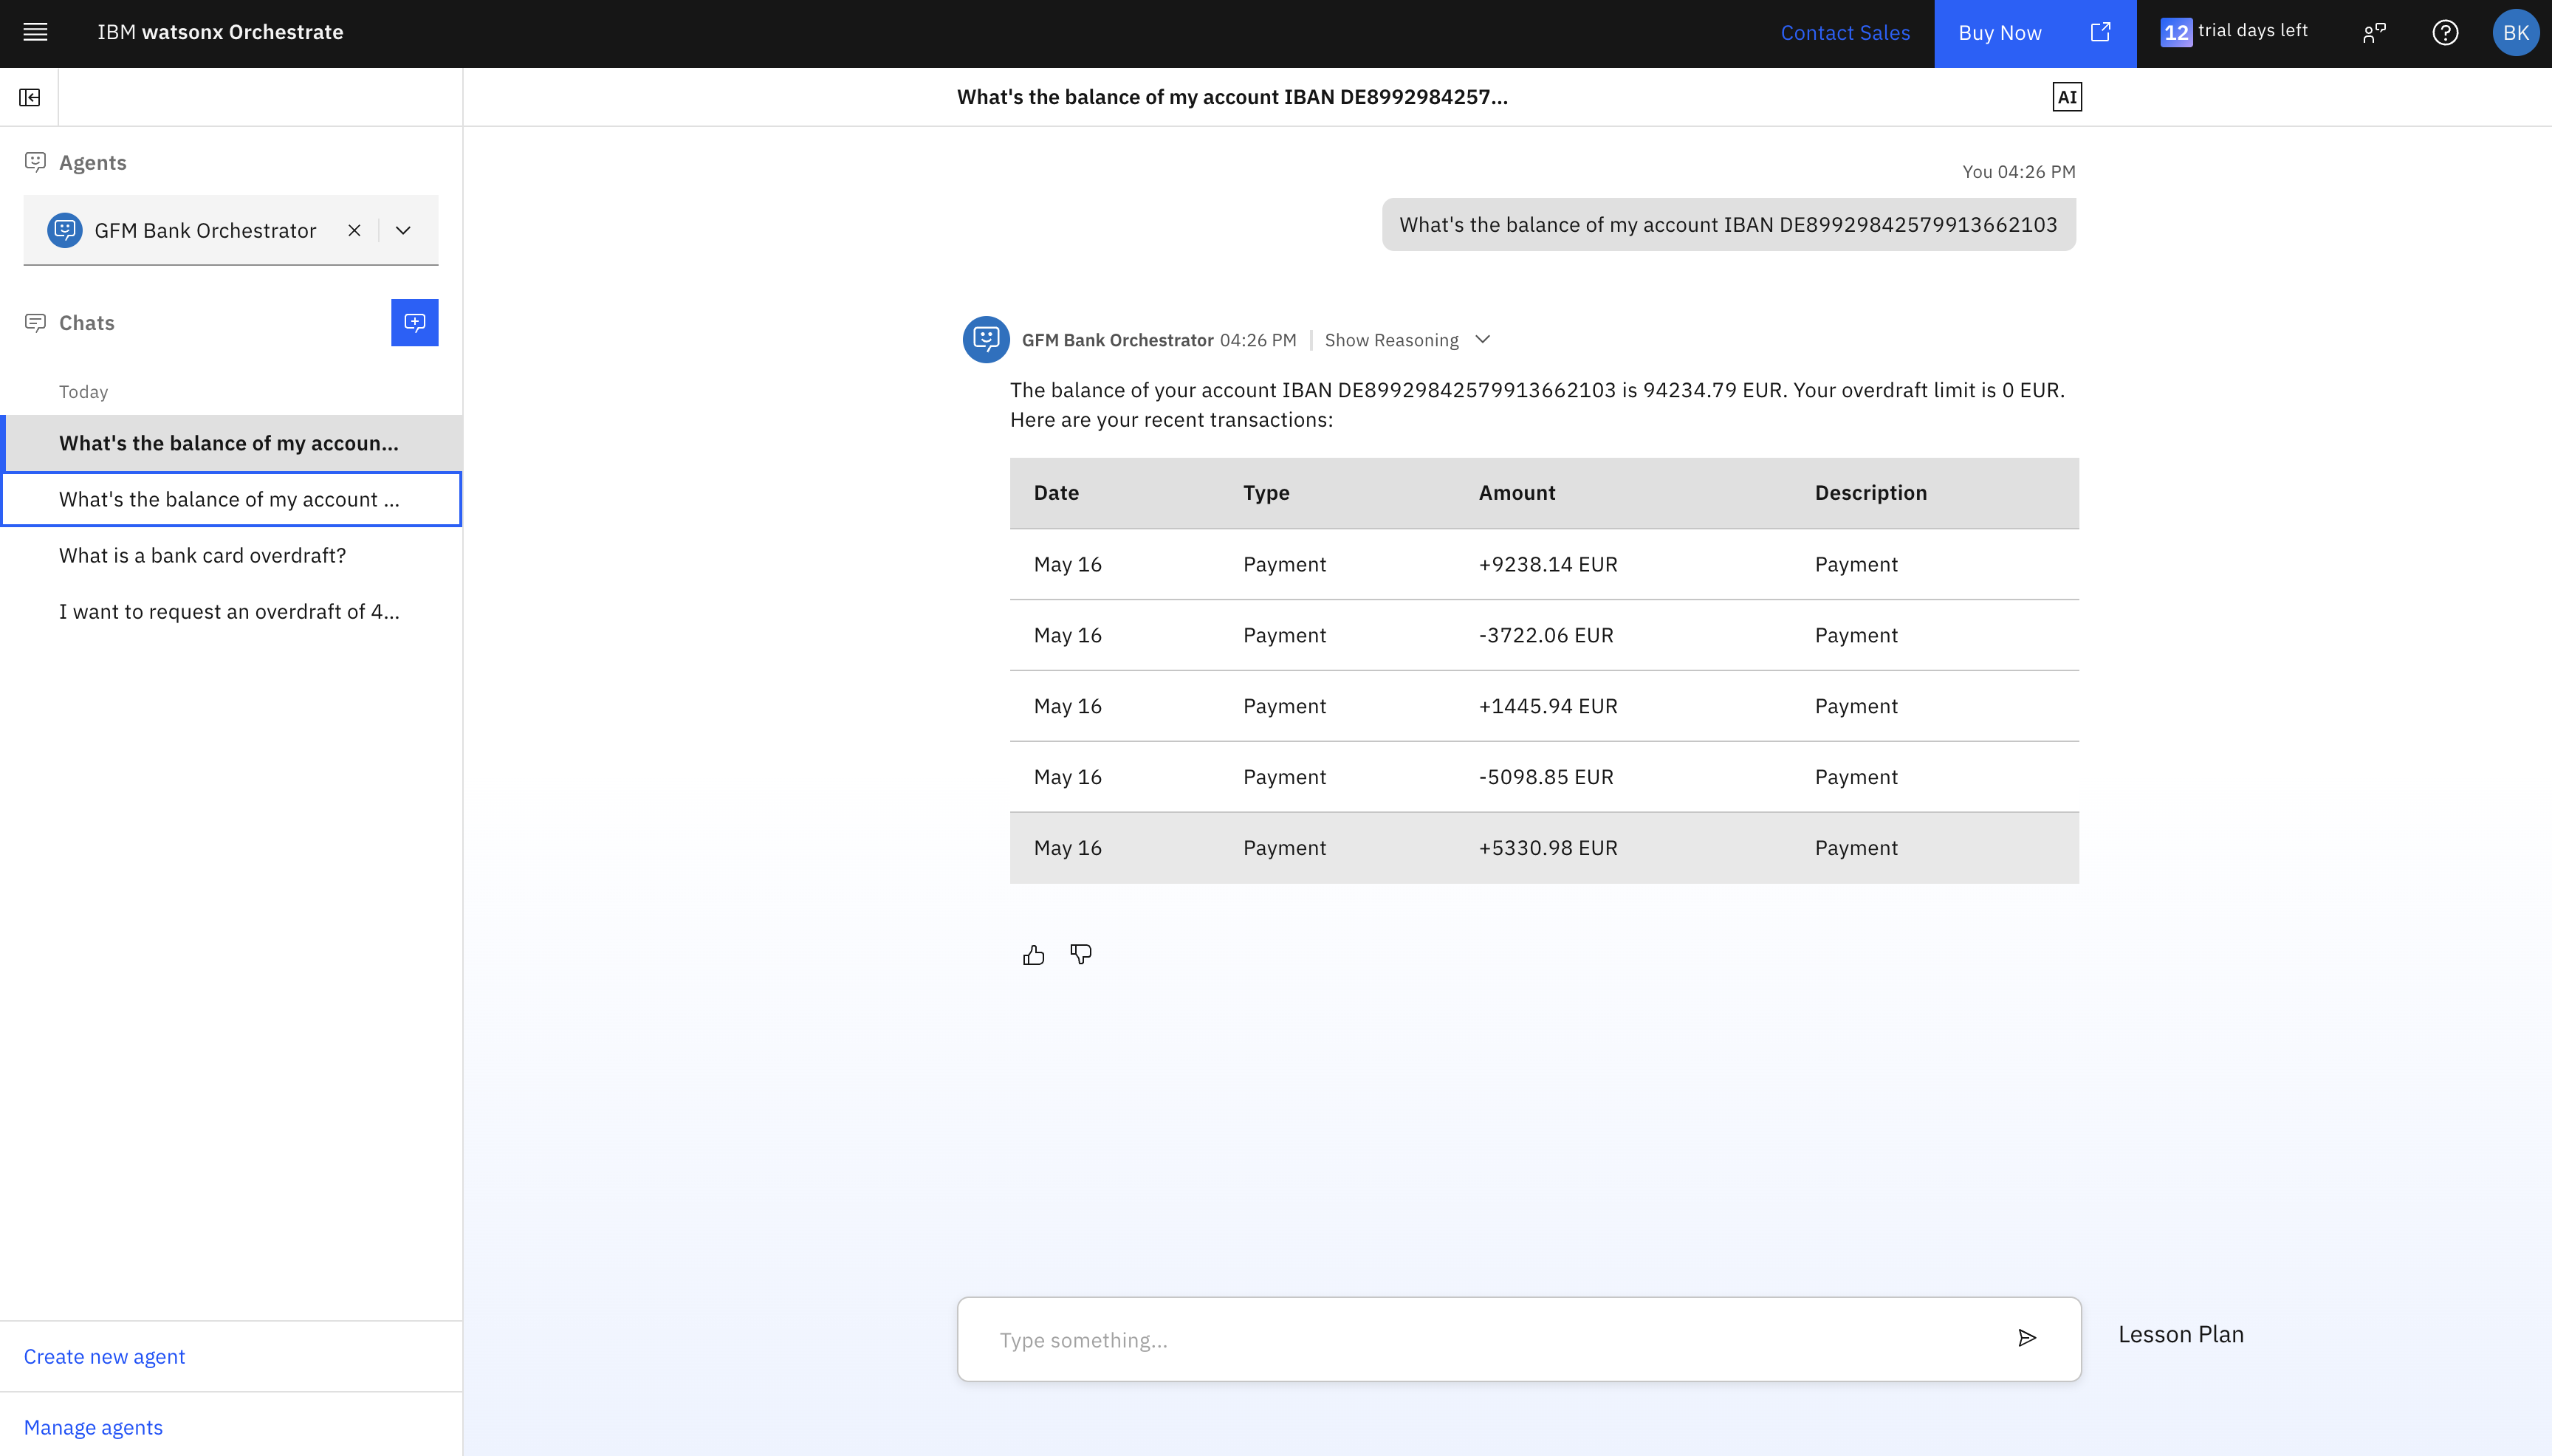 IBM watsonx Orchestrate
Contact Sales
Buy Now
12 trial days left
BK
What's the balance of my account IBAN DE8992984257...
AI
Agents
GFM Bank Orchestrator
Chats
Today
What's the balance of my accoun...
What's the balance of my account ...
What is a bank card overdraft?
I want to request an overdraft of 4...
Create new agent
Manage agents
You 04:26 PM
What's the balance of my account IBAN DE89929842579913662103
GFM Bank Orchestrator 04:26 PM Show Reasoning
The balance of your account IBAN DE89929842579913662103 is 94234.79 EUR. Your overdraft limit is 0 EUR.
Here are your recent transactions:
Date Type Amount Description
May 16 Payment +9238.14 EUR Payment
May 16 Payment -3722.06 EUR Payment
May 16 Payment +1445.94 EUR Payment
May 16 Payment -5098.85 EUR Payment
May 16 Payment +5330.98 EUR Payment
Type something...
Lesson Plan